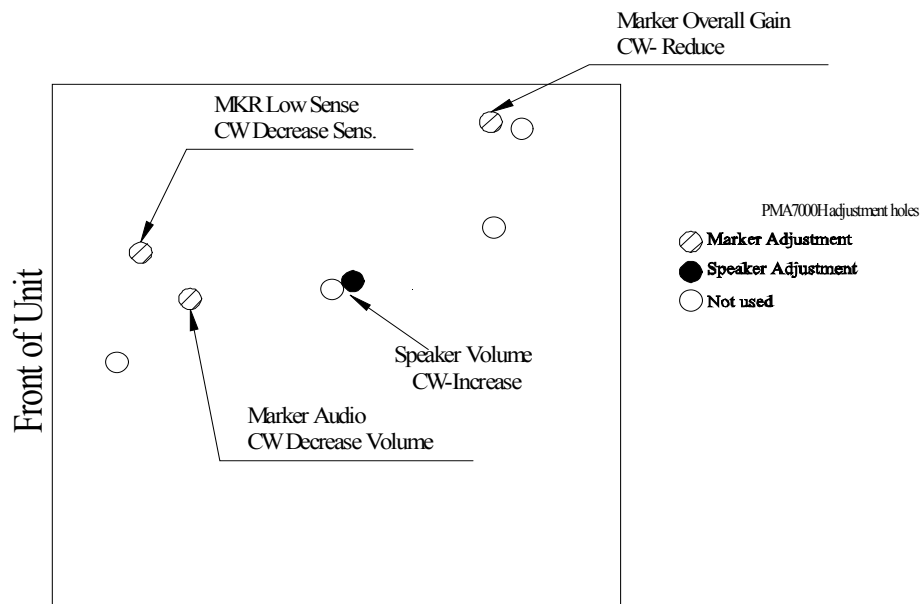 Marker Overall Gain
CW- Reduce
MKR Low Sense
CW Decrease Sens.
PMA7000H adjustment holes
Marker Adjustment
Speaker Adjustment
Not used
Front of Unit
Speaker Volume
CW-Increase
Marker Audio
CW Decrease Volume